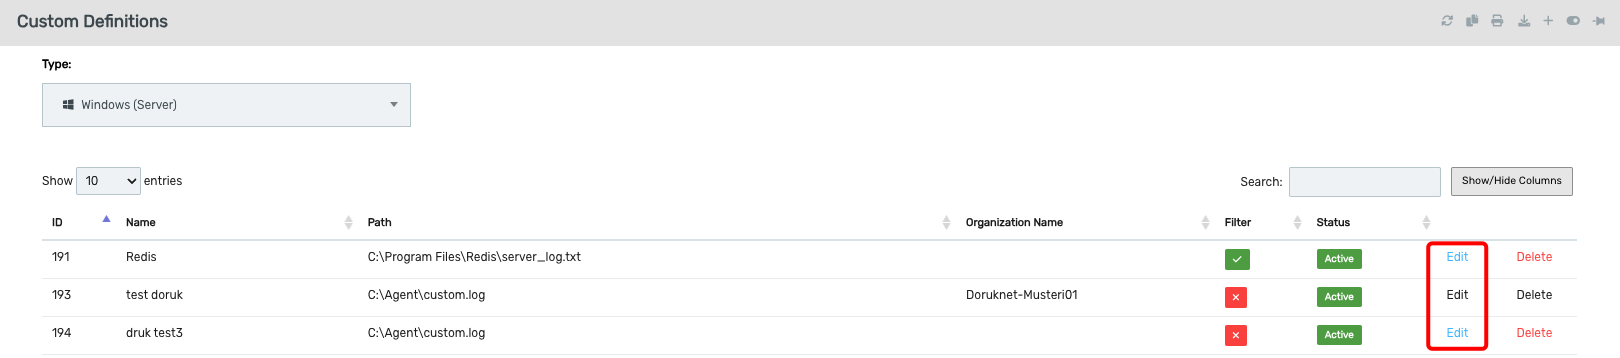 Custom Definitions
Type:
Windows (Server)
Show 10 entries
Search:
Show/Hide Columns
ID Name Path Organization Name Filter Status
191 Redis C:\Program Files\Redis\server_log.txt Active Edit Delete
193 test doruk C:\Agent\custom.log Doruknet-Musteri01 Active Edit Delete
194 druk test3 C:\Agent\custom.log Active Edit Delete